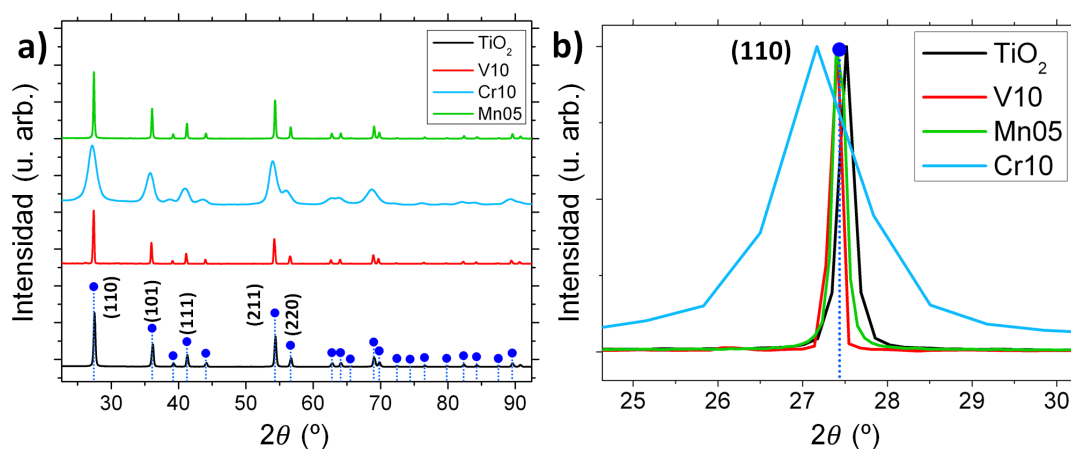 a)
TiO₂
V10
Cr10
Mn05
(110)
(101)
(111)
(211)
(220)
Intensidad (u. arb.)
30 40 50 60 70 80 90
2θ (º)
b)
(110)
TiO₂
V10
Mn05
Cr10
Intensidad (u. arb.)
25 26 27 28 29 30
2θ (º)